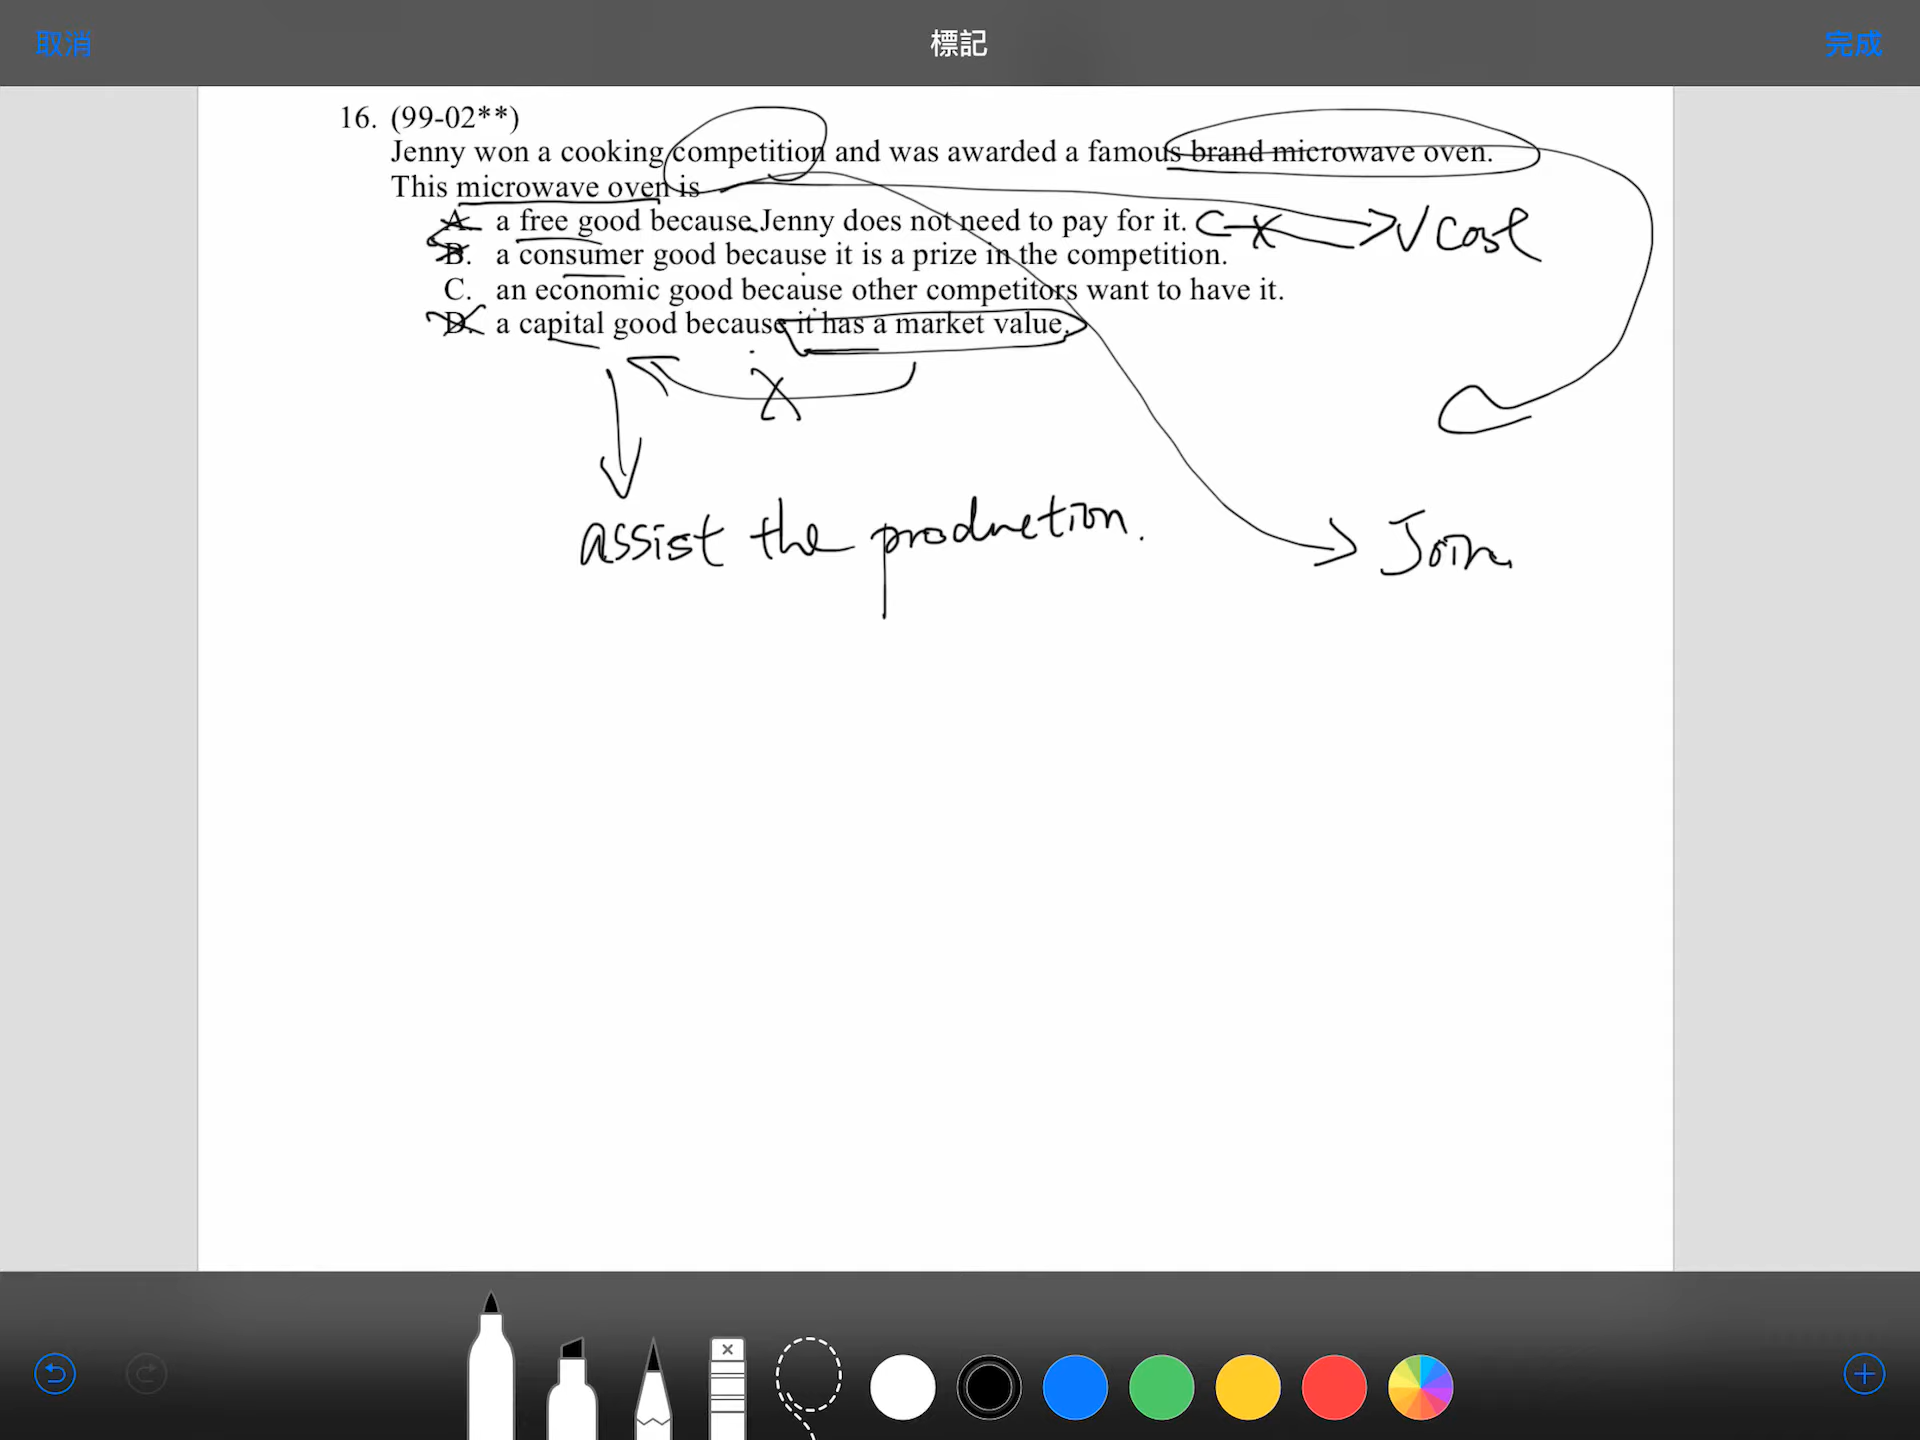 取消
標記
完成
16. (99-02**)
Jenny won a cooking competition and was awarded a famous brand microwave oven.
This microwave oven is
A. a free good because Jenny does not need to pay for it.
✓ cost
B. a consumer good because it is a prize in the competition.
C. an economic good because other competitors want to have it.
D. a capital good because it has a market value.
assist the production.
Join